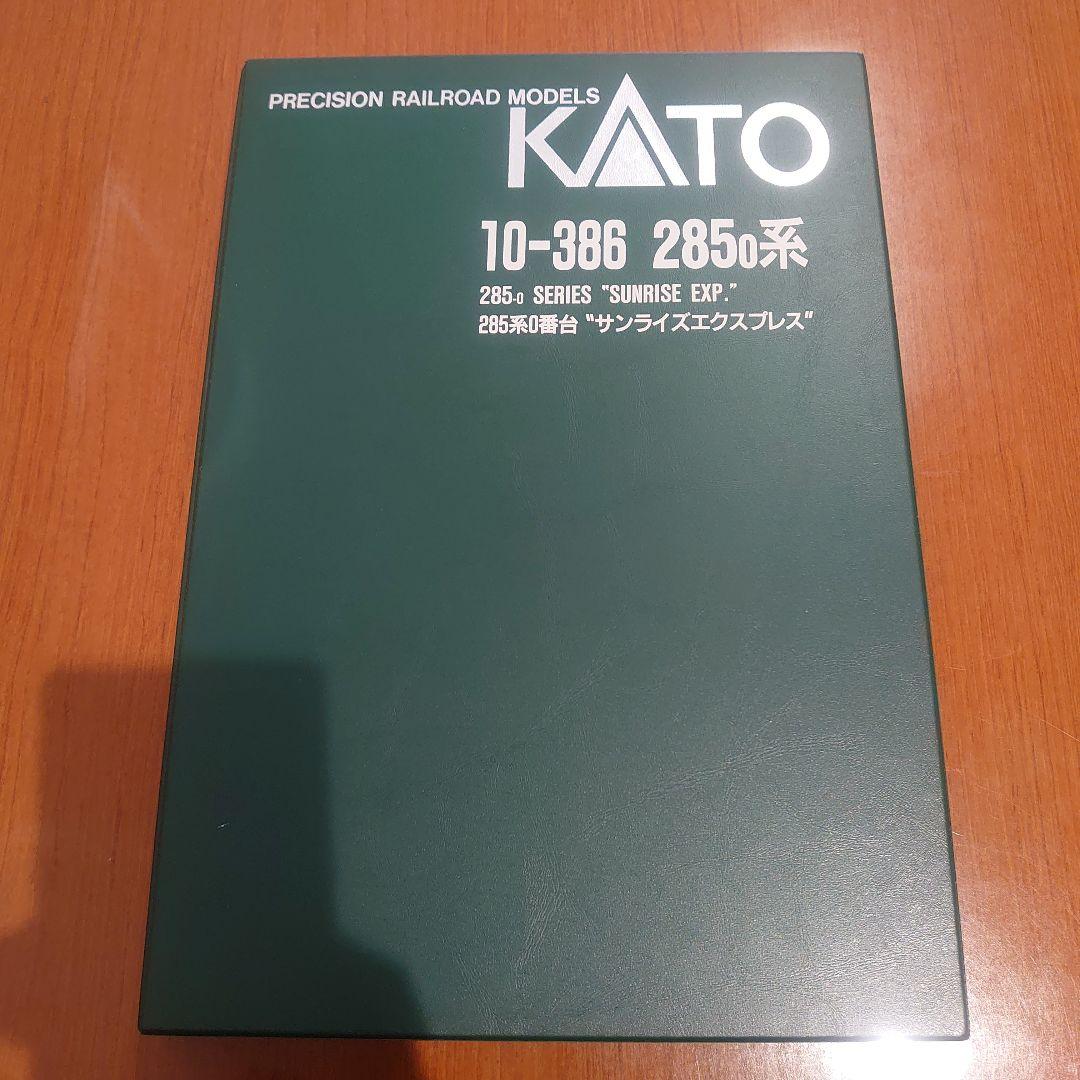 PRECISION RAILROAD MODELS
KATO
10-386 2850系
285-0 SERIES "SUNRISE EXP."
285系0番台 "サンライズエクスプレス"